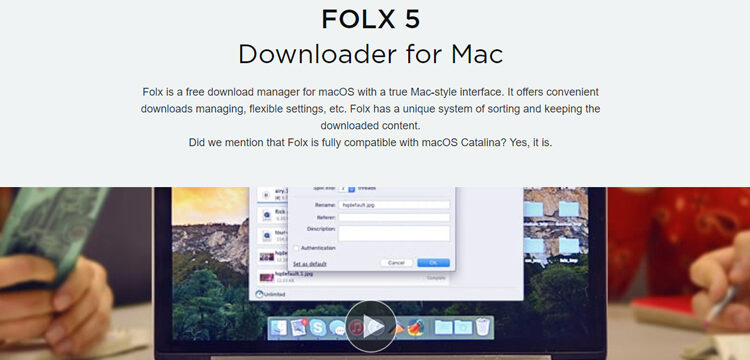 FOLX 5
Downloader for Mac
Folx is a free download manager for macOS with a true Mac-style interface. It offers convenient
downloads managing, flexible settings, etc. Folx has a unique system of sorting and keeping the
downloaded content.
Did we mention that Folx is fully compatible with macOS Catalina? Yes, it is.
threads
Rename: hqdefault.jpg
Referer:
Description:
Authentication
Set as default
Cancel
OK
hqdefault.1.jpg
Complete
Unlimited